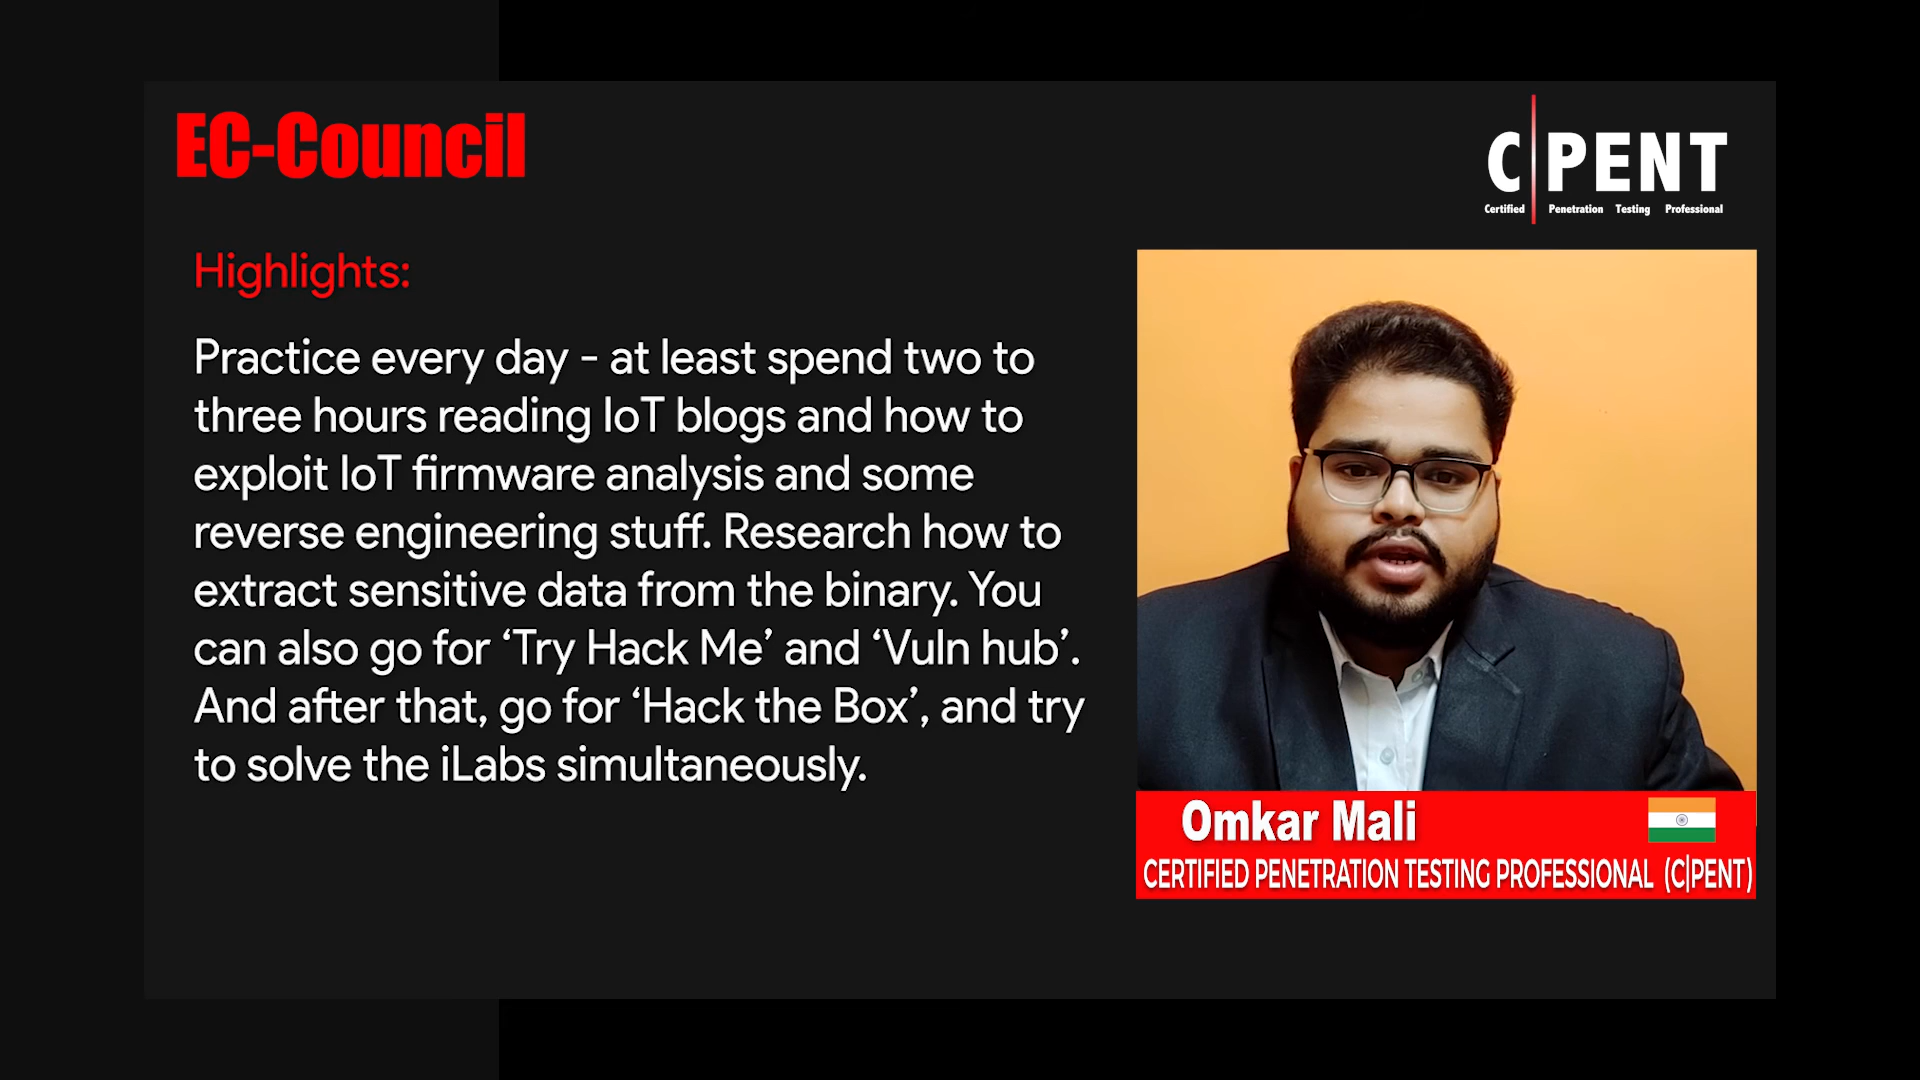 EC-Council
C|PENT
Certified Penetration Testing Professional
Highlights:
Practice every day - at least spend two to
three hours reading IoT blogs and how to
exploit IoT firmware analysis and some
reverse engineering stuff. Research how to
extract sensitive data from the binary. You
can also go for ‘Try Hack Me’ and ‘Vuln hub’.
And after that, go for ‘Hack the Box’, and try
to solve the iLabs simultaneously.
Omkar Mali
CERTIFIED PENETRATION TESTING PROFESSIONAL (C|PENT)